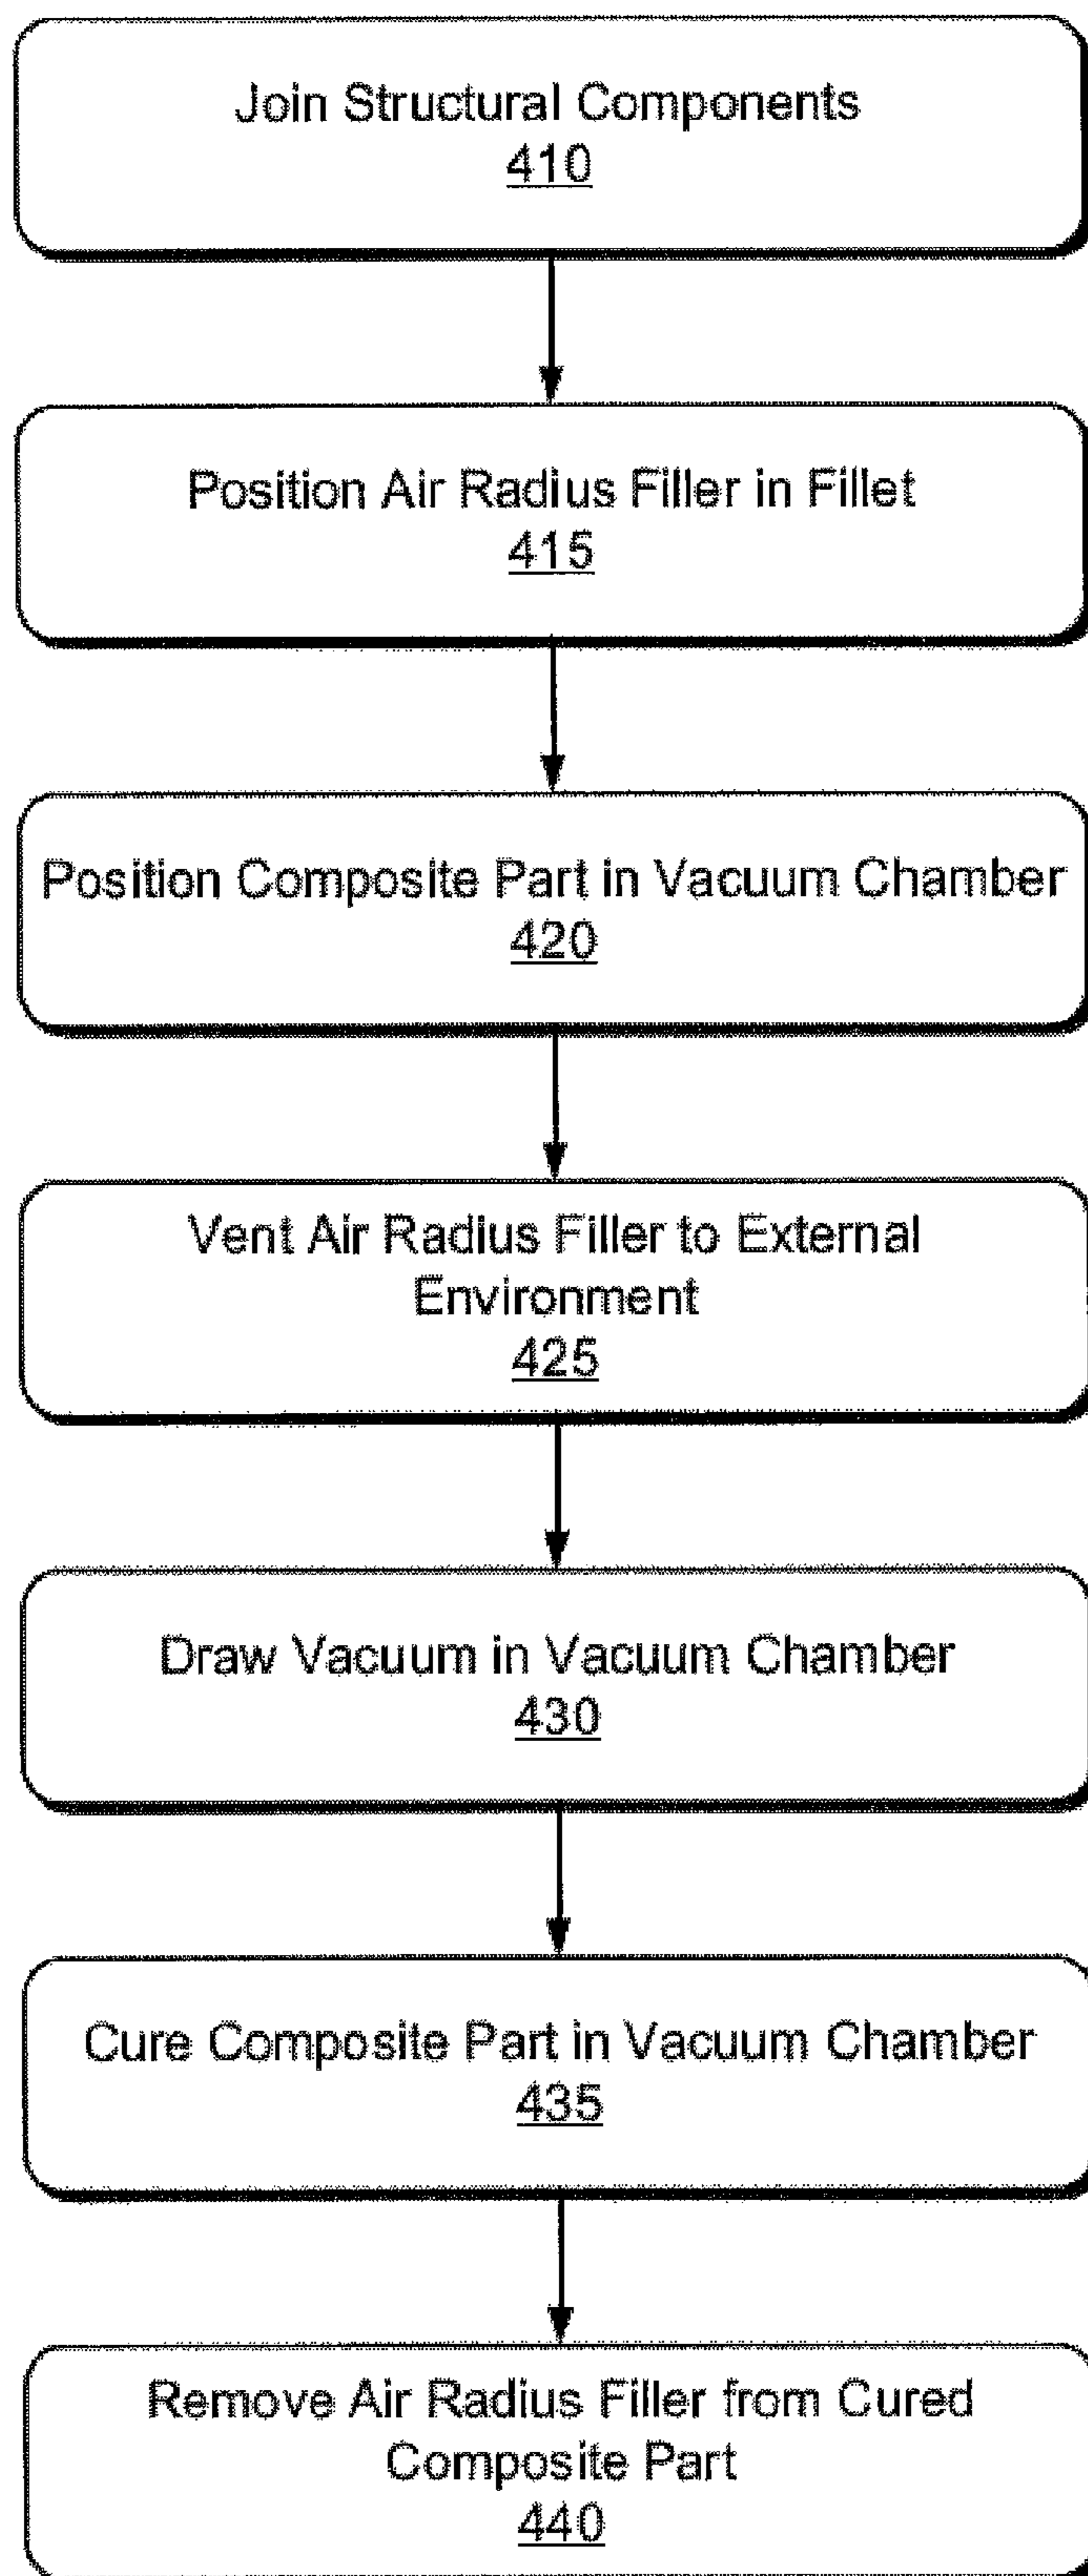 Join Structural Components
410
Position Air Radius Filler in Fillet
415
Position Composite Part in Vacuum Chamber
420
Vent Air Radius Filler to External
Environment
425
Draw Vacuum in Vacuum Chamber
430
Cure Composite Part in Vacuum Chamber
435
Remove Air Radius Filler from Cured
Composite Part
440